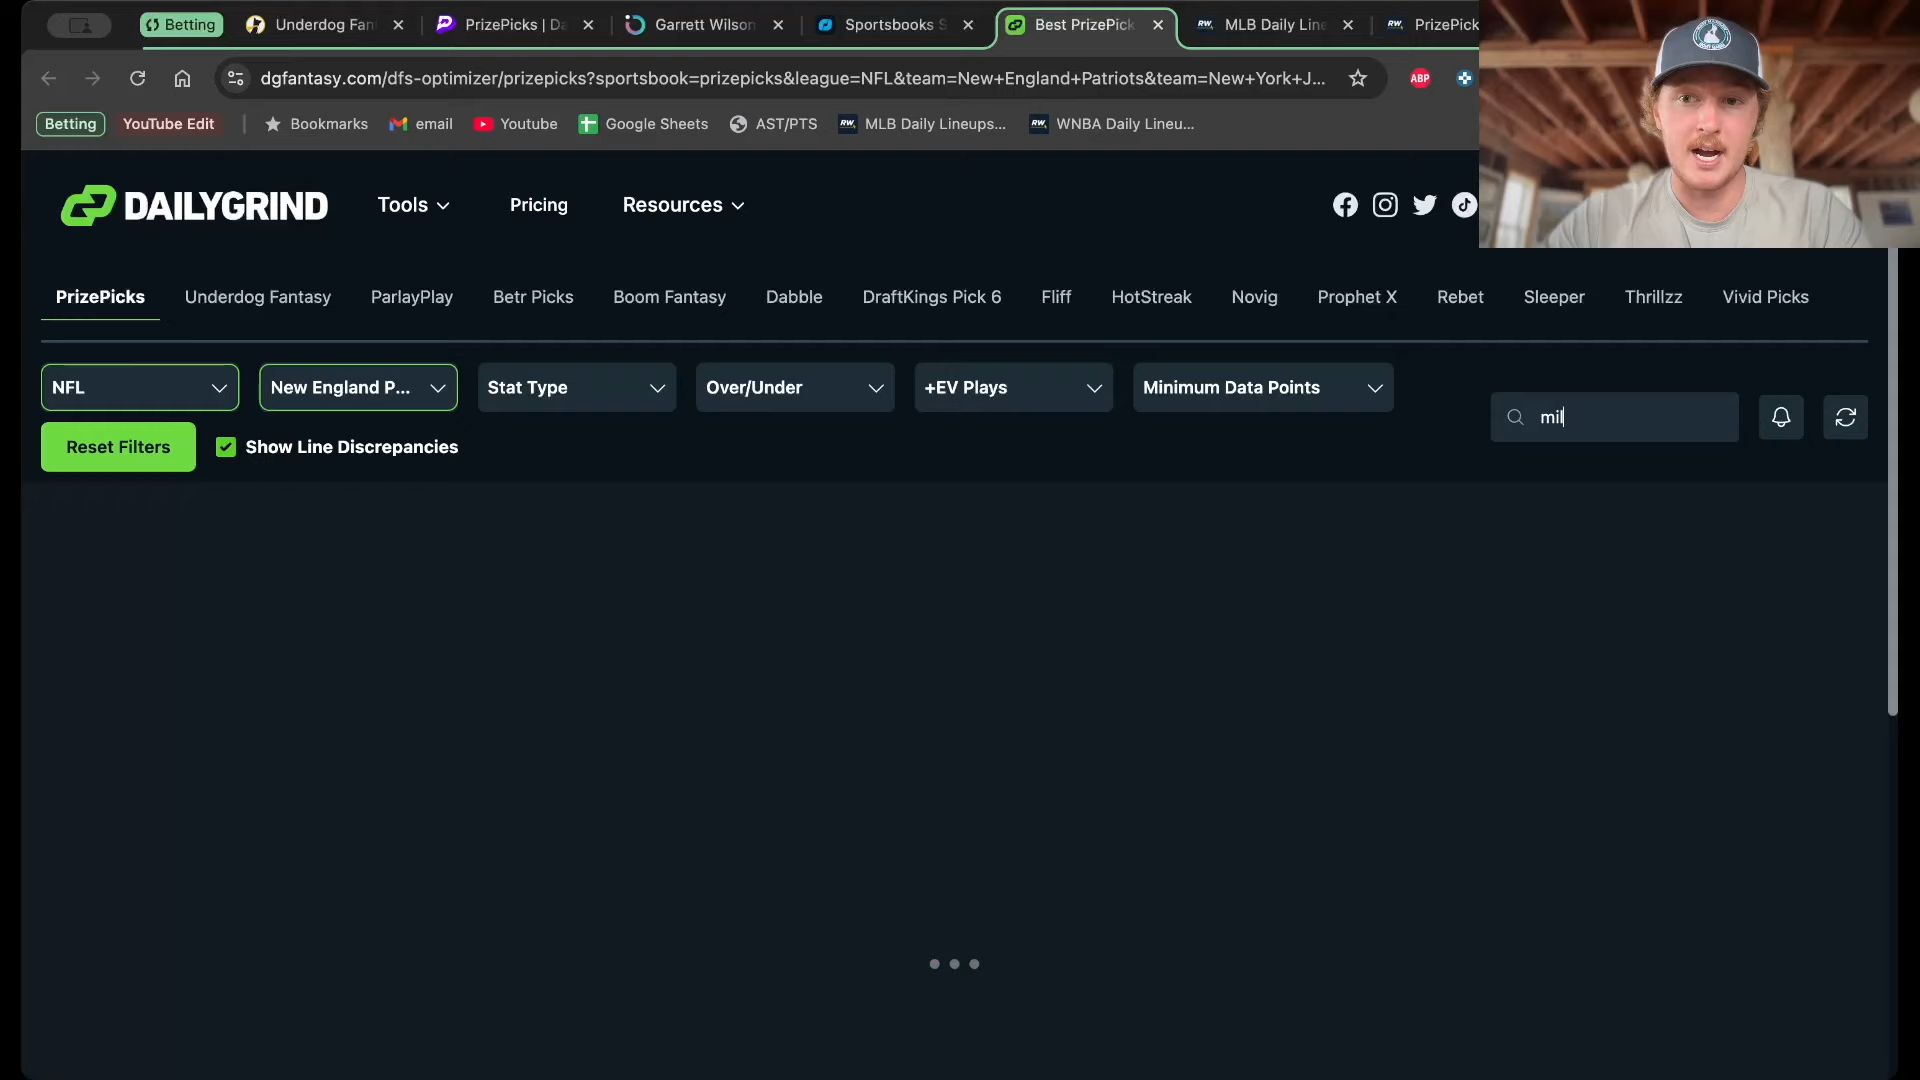 Betting
Underdog Fan
PrizePicks | Da
Garrett Wilson
Sportsbooks S
Best PrizePick
MLB Daily Line
PrizePick
dgfantasy.com/dfs-optimizer/prizepicks?sportsbook=prizepicks&league=NFL&team=New+England+Patriots&team=New+York+J...
ABP
Betting
YouTube Edit
Bookmarks
email
Youtube
Google Sheets
AST/PTS
RW
MLB Daily Lineups...
RW
WNBA Daily Lineu...
DAILYGRIND
Tools
Pricing
Resources
PrizePicks
Underdog Fantasy
ParlayPlay
Betr Picks
Boom Fantasy
Dabble
DraftKings Pick 6
Fliff
HotStreak
Novig
Prophet X
Rebet
Sleeper
Thrillzz
Vivid Picks
NFL
New England P...
Stat Type
Over/Under
+EV Plays
Minimum Data Points
mil
Reset Filters
Show Line Discrepancies